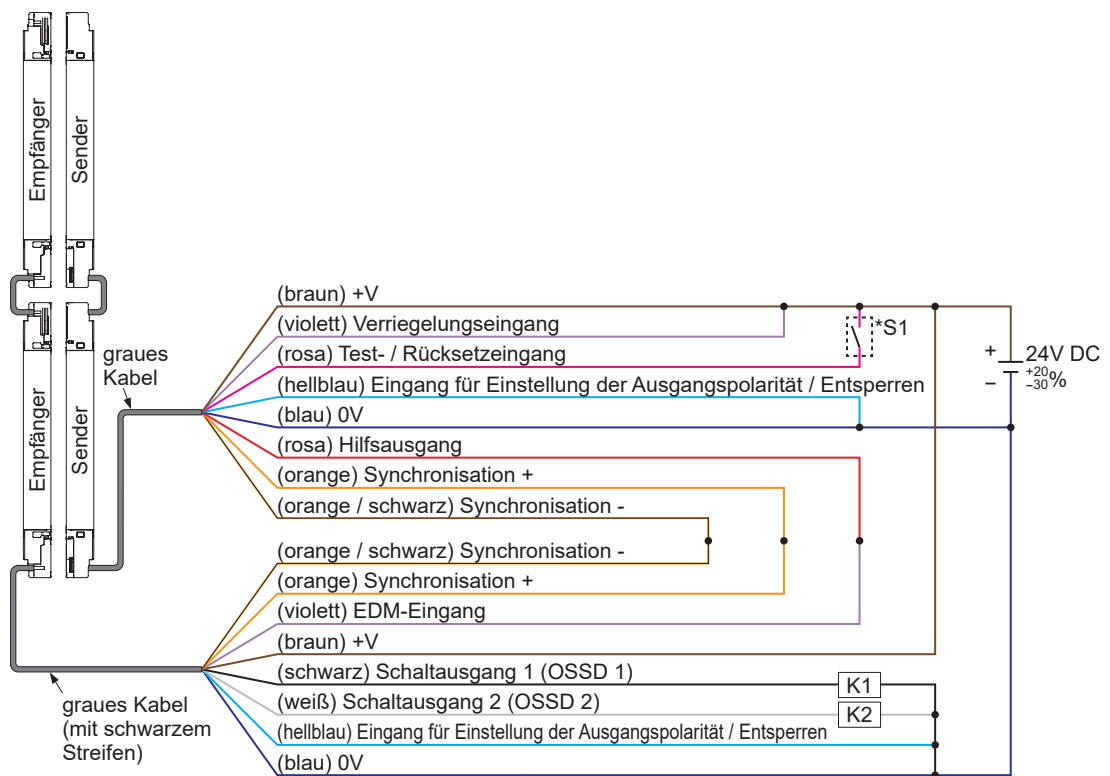 Empfänger
Sender
Empfänger
Sender
graues
Kabel
(braun) +V
(violett) Verriegelungseingang
*S1
(rosa) Test- / Rücksetzeingang
(hellblau) Eingang für Einstellung der Ausgangspolarität / Entsperren
(blau) 0V
(rosa) Hilfsausgang
(orange) Synchronisation +
(orange / schwarz) Synchronisation -
+
–
24V DC
+20
–30%
(orange / schwarz) Synchronisation -
(orange) Synchronisation +
(violett) EDM-Eingang
(braun) +V
(schwarz) Schaltausgang 1 (OSSD 1)
K1
(weiß) Schaltausgang 2 (OSSD 2)
K2
(hellblau) Eingang für Einstellung der Ausgangspolarität / Entsperren
(blau) 0V
graues Kabel
(mit schwarzem
Streifen)